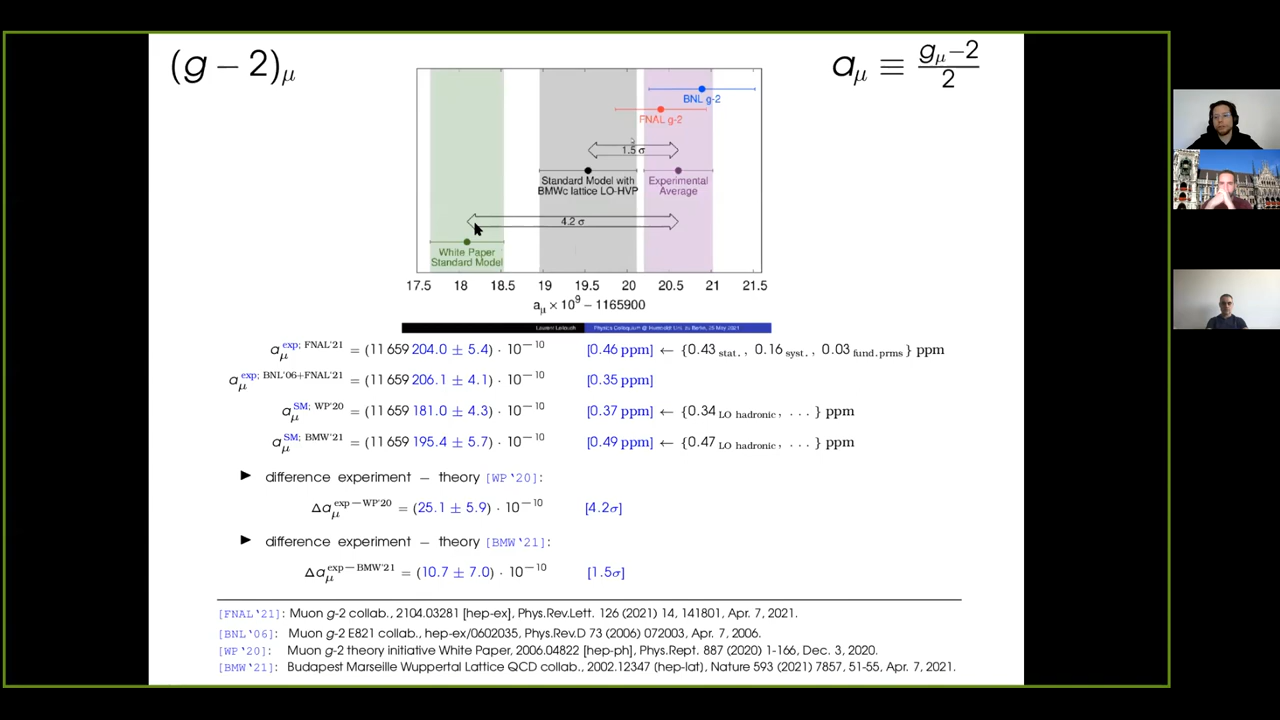 (g − 2)μ
aμ ≡ gμ−2 / 2
BNL g-2
FNAL g-2
1.5 σ
Standard Model with
BMWc lattice LO-HVP
Experimental
Average
4.2 σ
White Paper
Standard Model
17.5 18 18.5 19 19.5 20 20.5 21 21.5
aμ × 10⁹ − 1165900
Laurent Lellouch Physics Colloquium @ Humboldt Uni. zu Berlin, 25 May 2021
aμ^exp; FNAL'21 = (11 659 204.0 ± 5.4) · 10⁻¹⁰ [0.46 ppm] ← {0.43 stat., 0.16 syst., 0.03 fund.prms} ppm
aμ^exp; BNL'06+FNAL'21 = (11 659 206.1 ± 4.1) · 10⁻¹⁰ [0.35 ppm]
aμ^SM; WP'20 = (11 659 181.0 ± 4.3) · 10⁻¹⁰ [0.37 ppm] ← {0.34 LO hadronic, . . . } ppm
aμ^SM; BMW'21 = (11 659 195.4 ± 5.7) · 10⁻¹⁰ [0.49 ppm] ← {0.47 LO hadronic, . . . } ppm
► difference experiment − theory [WP‘20]:
Δaμ^exp−WP'20 = (25.1 ± 5.9) · 10⁻¹⁰ [4.2σ]
► difference experiment − theory [BMW‘21]:
Δaμ^exp−BMW'21 = (10.7 ± 7.0) · 10⁻¹⁰ [1.5σ]
[FNAL‘21]: Muon g-2 collab., 2104.03281 [hep-ex], Phys.Rev.Lett. 126 (2021) 14, 141801, Apr. 7, 2021.
[BNL‘06]: Muon g-2 E821 collab., hep-ex/0602035, Phys.Rev.D 73 (2006) 072003, Apr. 7, 2006.
[WP‘20]: Muon g-2 theory initiative White Paper, 2006.04822 [hep-ph], Phys.Rept. 887 (2020) 1-166, Dec. 3, 2020.
[BMW‘21]: Budapest Marseille Wuppertal Lattice QCD collab., 2002.12347 [hep-lat], Nature 593 (2021) 7857, 51-55, Apr. 7, 2021.